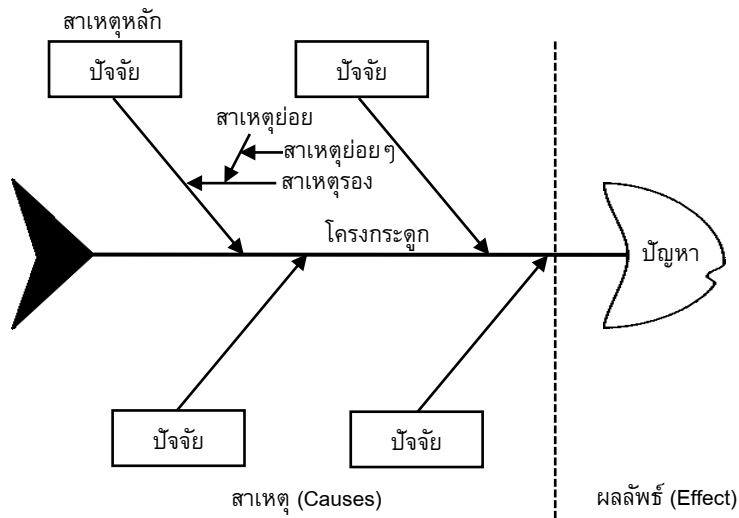 สาเหตุหลัก
ปัจจัย
ปัจจัย
สาเหตุย่อย
สาเหตุย่อยๆ
สาเหตุรอง
โครงกระดูก
ปัญหา
ปัจจัย
ปัจจัย
สาเหตุ (Causes)
ผลลัพธ์ (Effect)